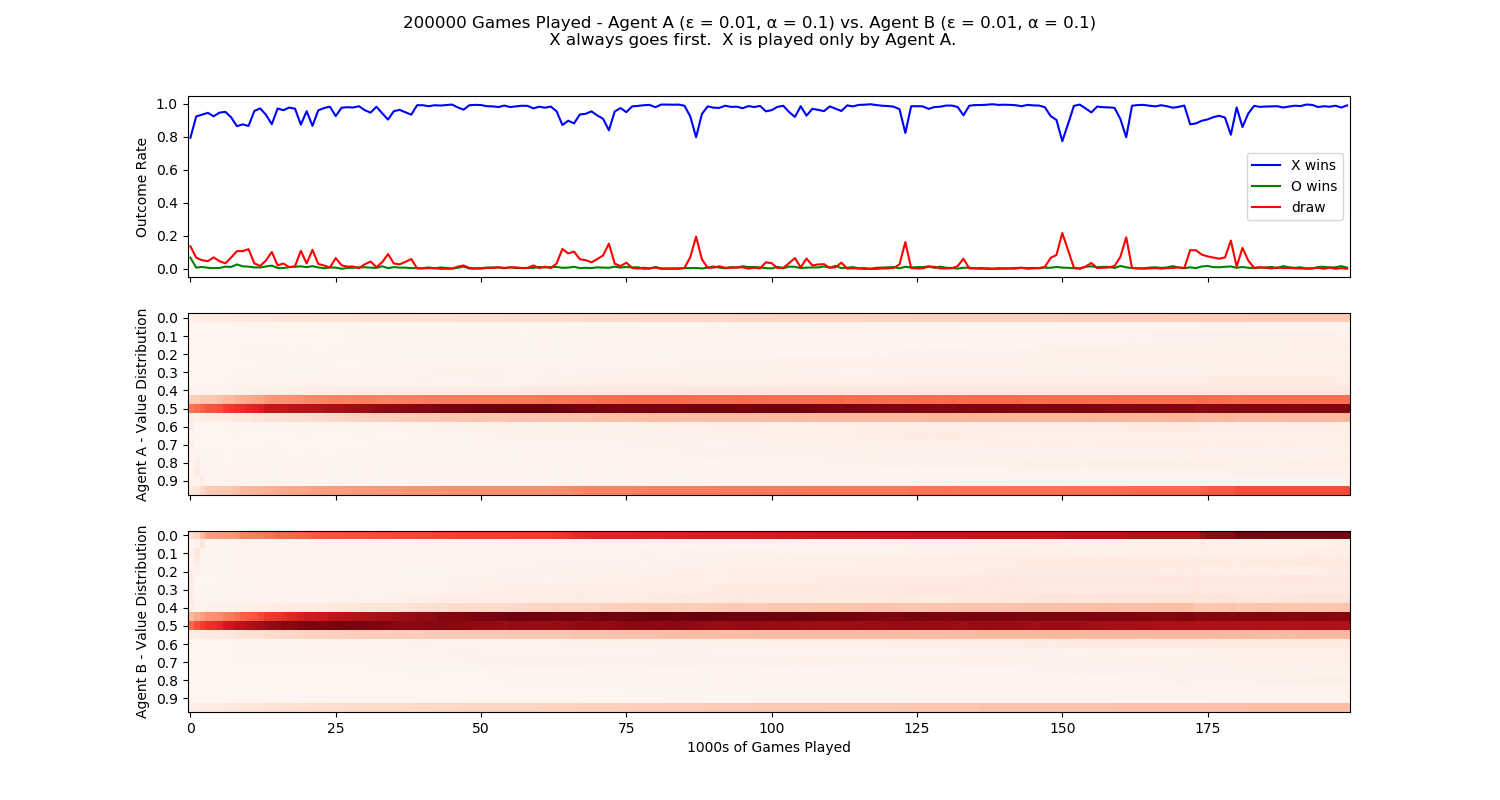 200000 Games Played - Agent A (ε = 0.01, α = 0.1) vs. Agent B (ε = 0.01, α = 0.1)
X always goes first.  X is played only by Agent A.
Outcome Rate
1.0
0.8
0.6
0.4
0.2
0.0
X wins
O wins
draw
Agent A - Value Distribution
0.0
0.1
0.2
0.3
0.4
0.5
0.6
0.7
0.8
0.9
Agent B - Value Distribution
0.0
0.1
0.2
0.3
0.4
0.5
0.6
0.7
0.8
0.9
0 25 50 75 100 125 150 175
1000s of Games Played